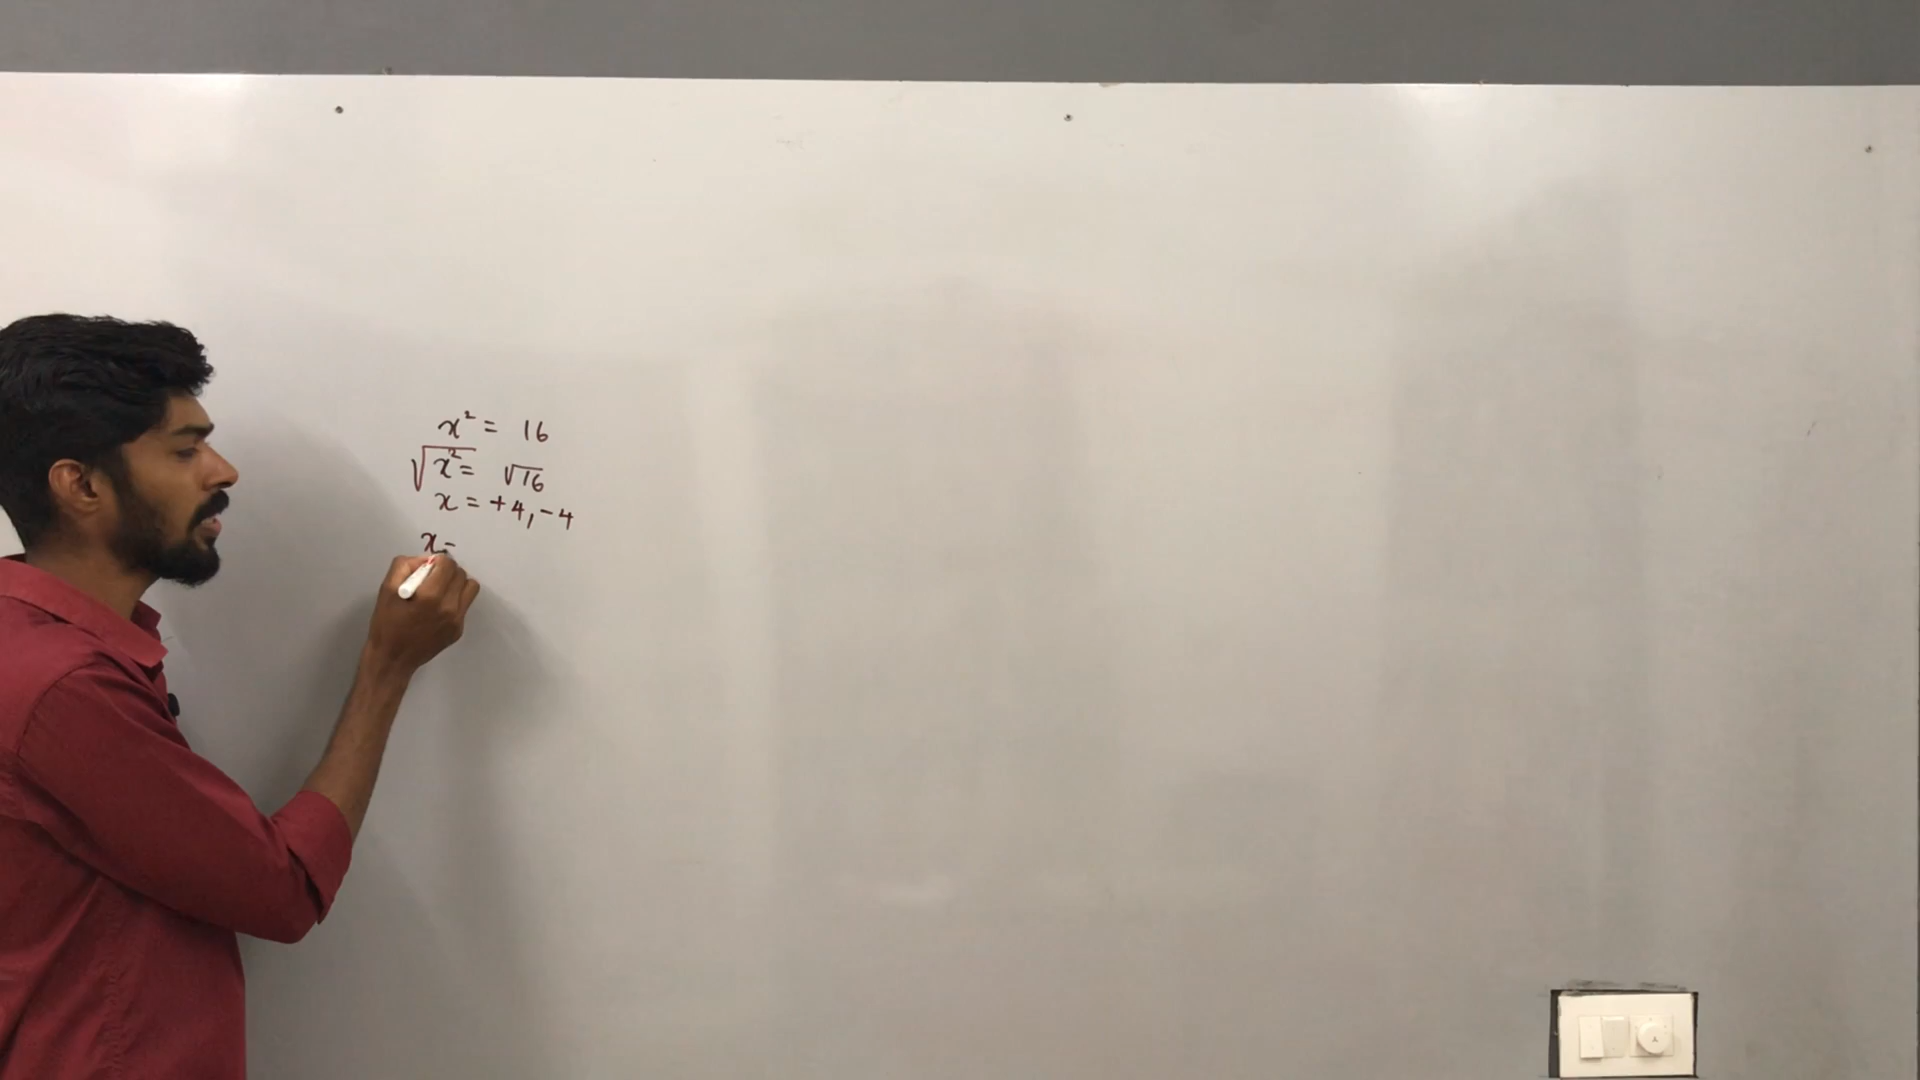 x² = 16
√x² = √16
x = +4, -4
x =